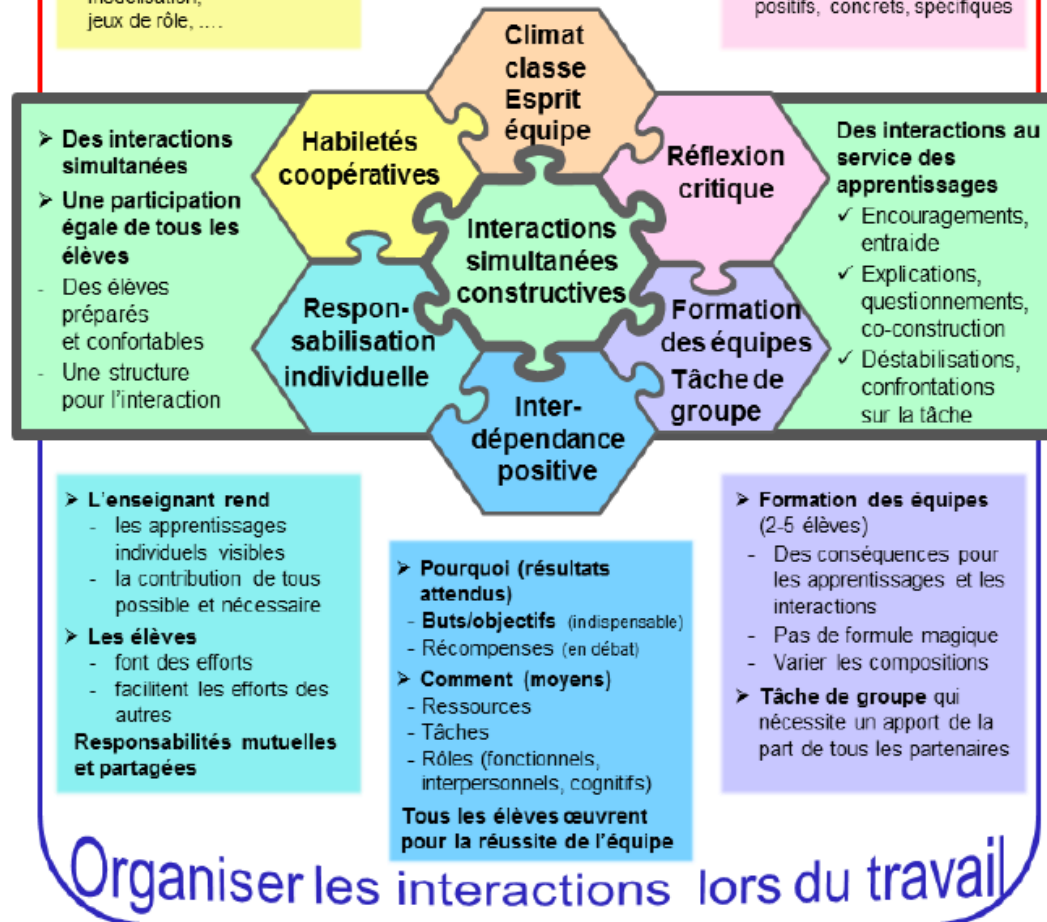 modélisation,
jeux de rôle, ....
positifs, concrets, spécifiques
Climat
classe
Esprit
équipe
Habiletés
coopératives
Réflexion
critique
Interactions
simultanées
constructives
Respon-
sabilisation
individuelle
Formation
des équipes
Tâche de
groupe
Inter-
dépendance
positive
➢ Des interactions
simultanées
➢ Une participation
égale de tous les
élèves
- Des élèves
préparés
et confortables
- Une structure
pour l'interaction
Des interactions au
service des
apprentissages
✓ Encouragements,
entraide
✓ Explications,
questionnements,
co-construction
✓ Déstabilisations,
confrontations
sur la tâche
➢ L'enseignant rend
- les apprentissages
individuels visibles
- la contribution de tous
possible et nécessaire
➢ Les élèves
- font des efforts
- facilitent les efforts des
autres
Responsabilités mutuelles
et partagées
➢ Pourquoi (résultats
attendus)
- Buts/objectifs (indispensable)
- Récompenses (en débat)
➢ Comment (moyens)
- Ressources
- Tâches
- Rôles (fonctionnels,
interpersonnels, cognitifs)
Tous les élèves œuvrent
pour la réussite de l'équipe
➢ Formation des équipes
(2-5 élèves)
- Des conséquences pour
les apprentissages et les
interactions
- Pas de formule magique
- Varier les compositions
➢ Tâche de groupe qui
nécessite un apport de la
part de tous les partenaires
Organiser les interactions lors du travail